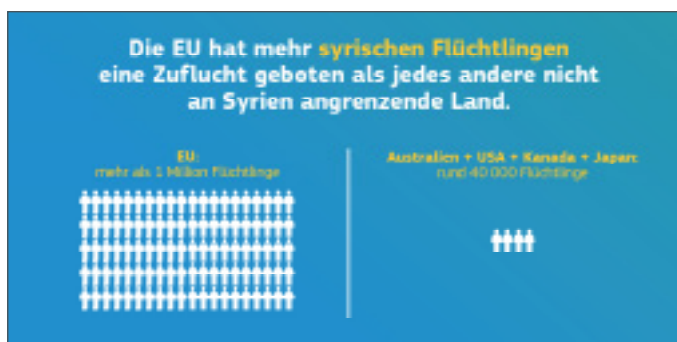 Die EU hat mehr syrischen Flüchtlingen
eine Zuflucht geboten als jedes andere nicht
an Syrien angrenzende Land.
EU:
mehr als 1 Million Flüchtlinge
Australien + USA + Kanada + Japan:
rund 40 000 Flüchtlinge